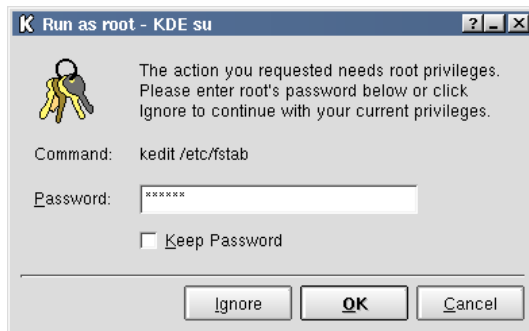 Run as root - KDE su
The action you requested needs root privileges.
Please enter root's password below or click
Ignore to continue with your current privileges.
Command: kedit /etc/fstab
Password: ******
Keep Password
Ignore OK Cancel